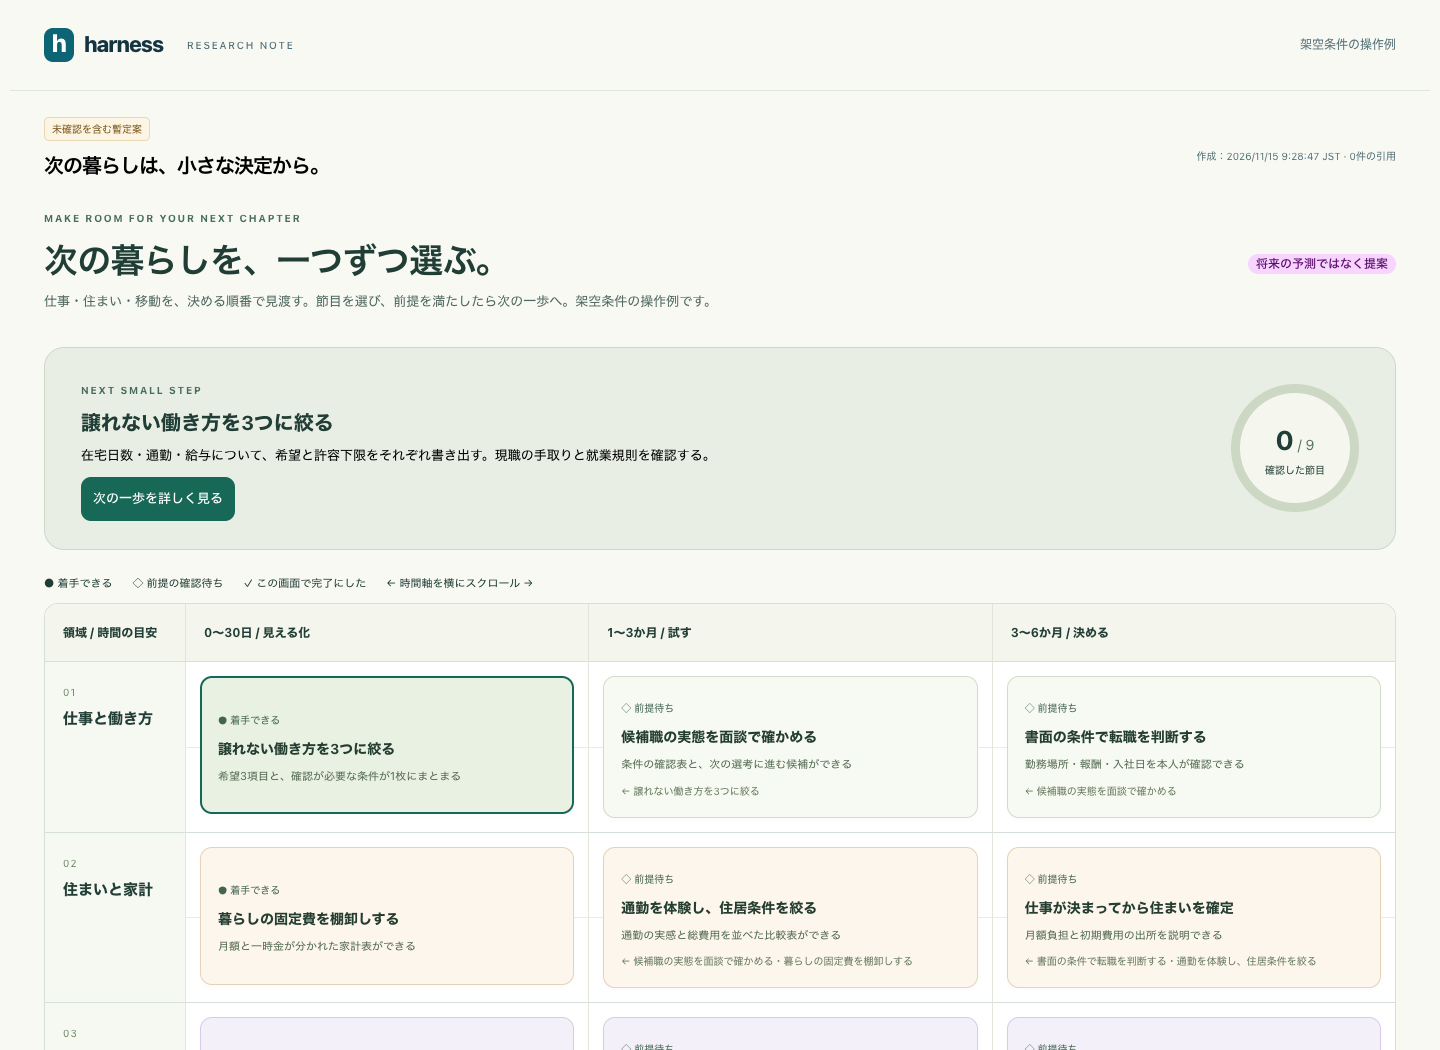 h harness RESEARCH NOTE
架空条件の操作例
未確認を含む暫定案
次の暮らしは、小さな決定から。
作成：2026/11/15 9:28:47 JST · 0件の引用
MAKE ROOM FOR YOUR NEXT CHAPTER
次の暮らしを、一つずつ選ぶ。
将来の予測ではなく提案
仕事・住まい・移動を、決める順番で見渡す。節目を選び、前提を満たしたら次の一歩へ。架空条件の操作例です。
NEXT SMALL STEP
譲れない働き方を3つに絞る
在宅日数・通勤・給与について、希望と許容下限をそれぞれ書き出す。現職の手取りと就業規則を確認する。
次の一歩を詳しく見る
0 / 9
確認した節目
● 着手できる ◇ 前提の確認待ち ✓ この画面で完了にした ← 時間軸を横にスクロール →
領域 / 時間の目安 0〜30日 / 見える化 1〜3か月 / 試す 3〜6か月 / 決める
01
仕事と働き方
● 着手できる
譲れない働き方を3つに絞る
希望3項目と、確認が必要な条件が1枚にまとまる
◇ 前提待ち
候補職の実態を面談で確かめる
条件の確認表と、次の選考に進む候補ができる
← 譲れない働き方を3つに絞る
◇ 前提待ち
書面の条件で転職を判断する
勤務場所・報酬・入社日を本人が確認できる
← 候補職の実態を面談で確かめる
02
住まいと家計
● 着手できる
暮らしの固定費を棚卸しする
月額と一時金が分かれた家計表ができる
◇ 前提待ち
通勤を体験し、住居条件を絞る
通勤の実感と総費用を並べた比較表ができる
← 候補職の実態を面談で確かめる・暮らしの固定費を棚卸しする
◇ 前提待ち
仕事が決まってから住まいを確定
月額負担と初期費用の出所を説明できる
← 書面の条件で転職を判断する・通勤を体験し、住居条件を絞る
03
◇ 前提待ち
◇ 前提待ち